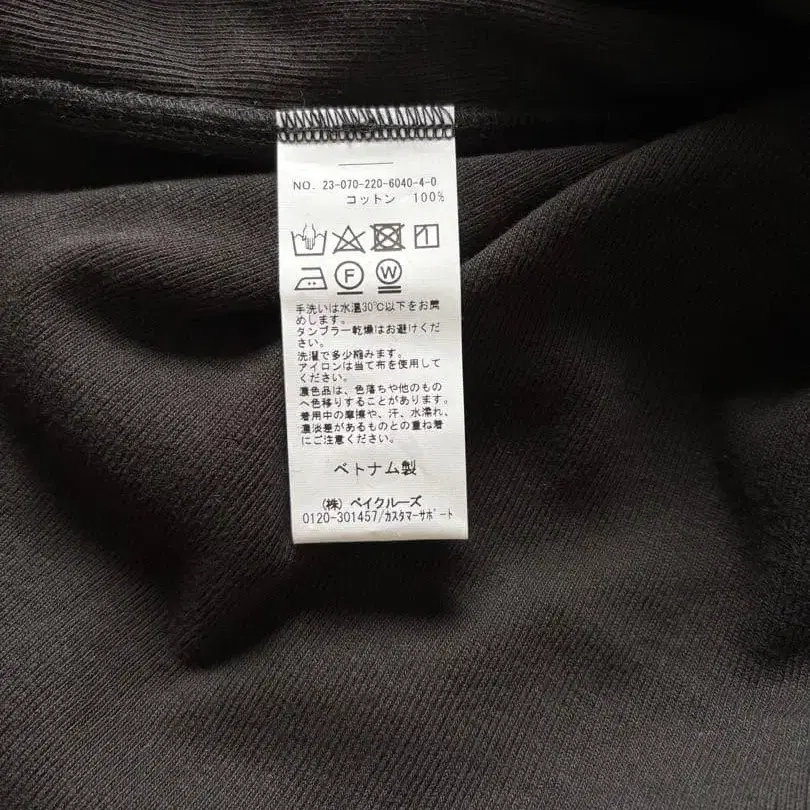 NO. 23-070-220-6040-4-0
コットン 100%
F W
手洗いは水温30℃以下をお薦
めします。
タンブラー乾燥はお避けくだ
さい。
洗濯で多少縮みます。
アイロンは当て布を使用して
ください。
濃色品は、色落ちや他のもの
へ色移りすることがあります。
着用中の摩擦や、汗、水濡れ、
濃淡差があるものとの重ね着
にご注意ください。
ベトナム製
(株) ベイクルーズ
0120-301457/カスタマーサポート